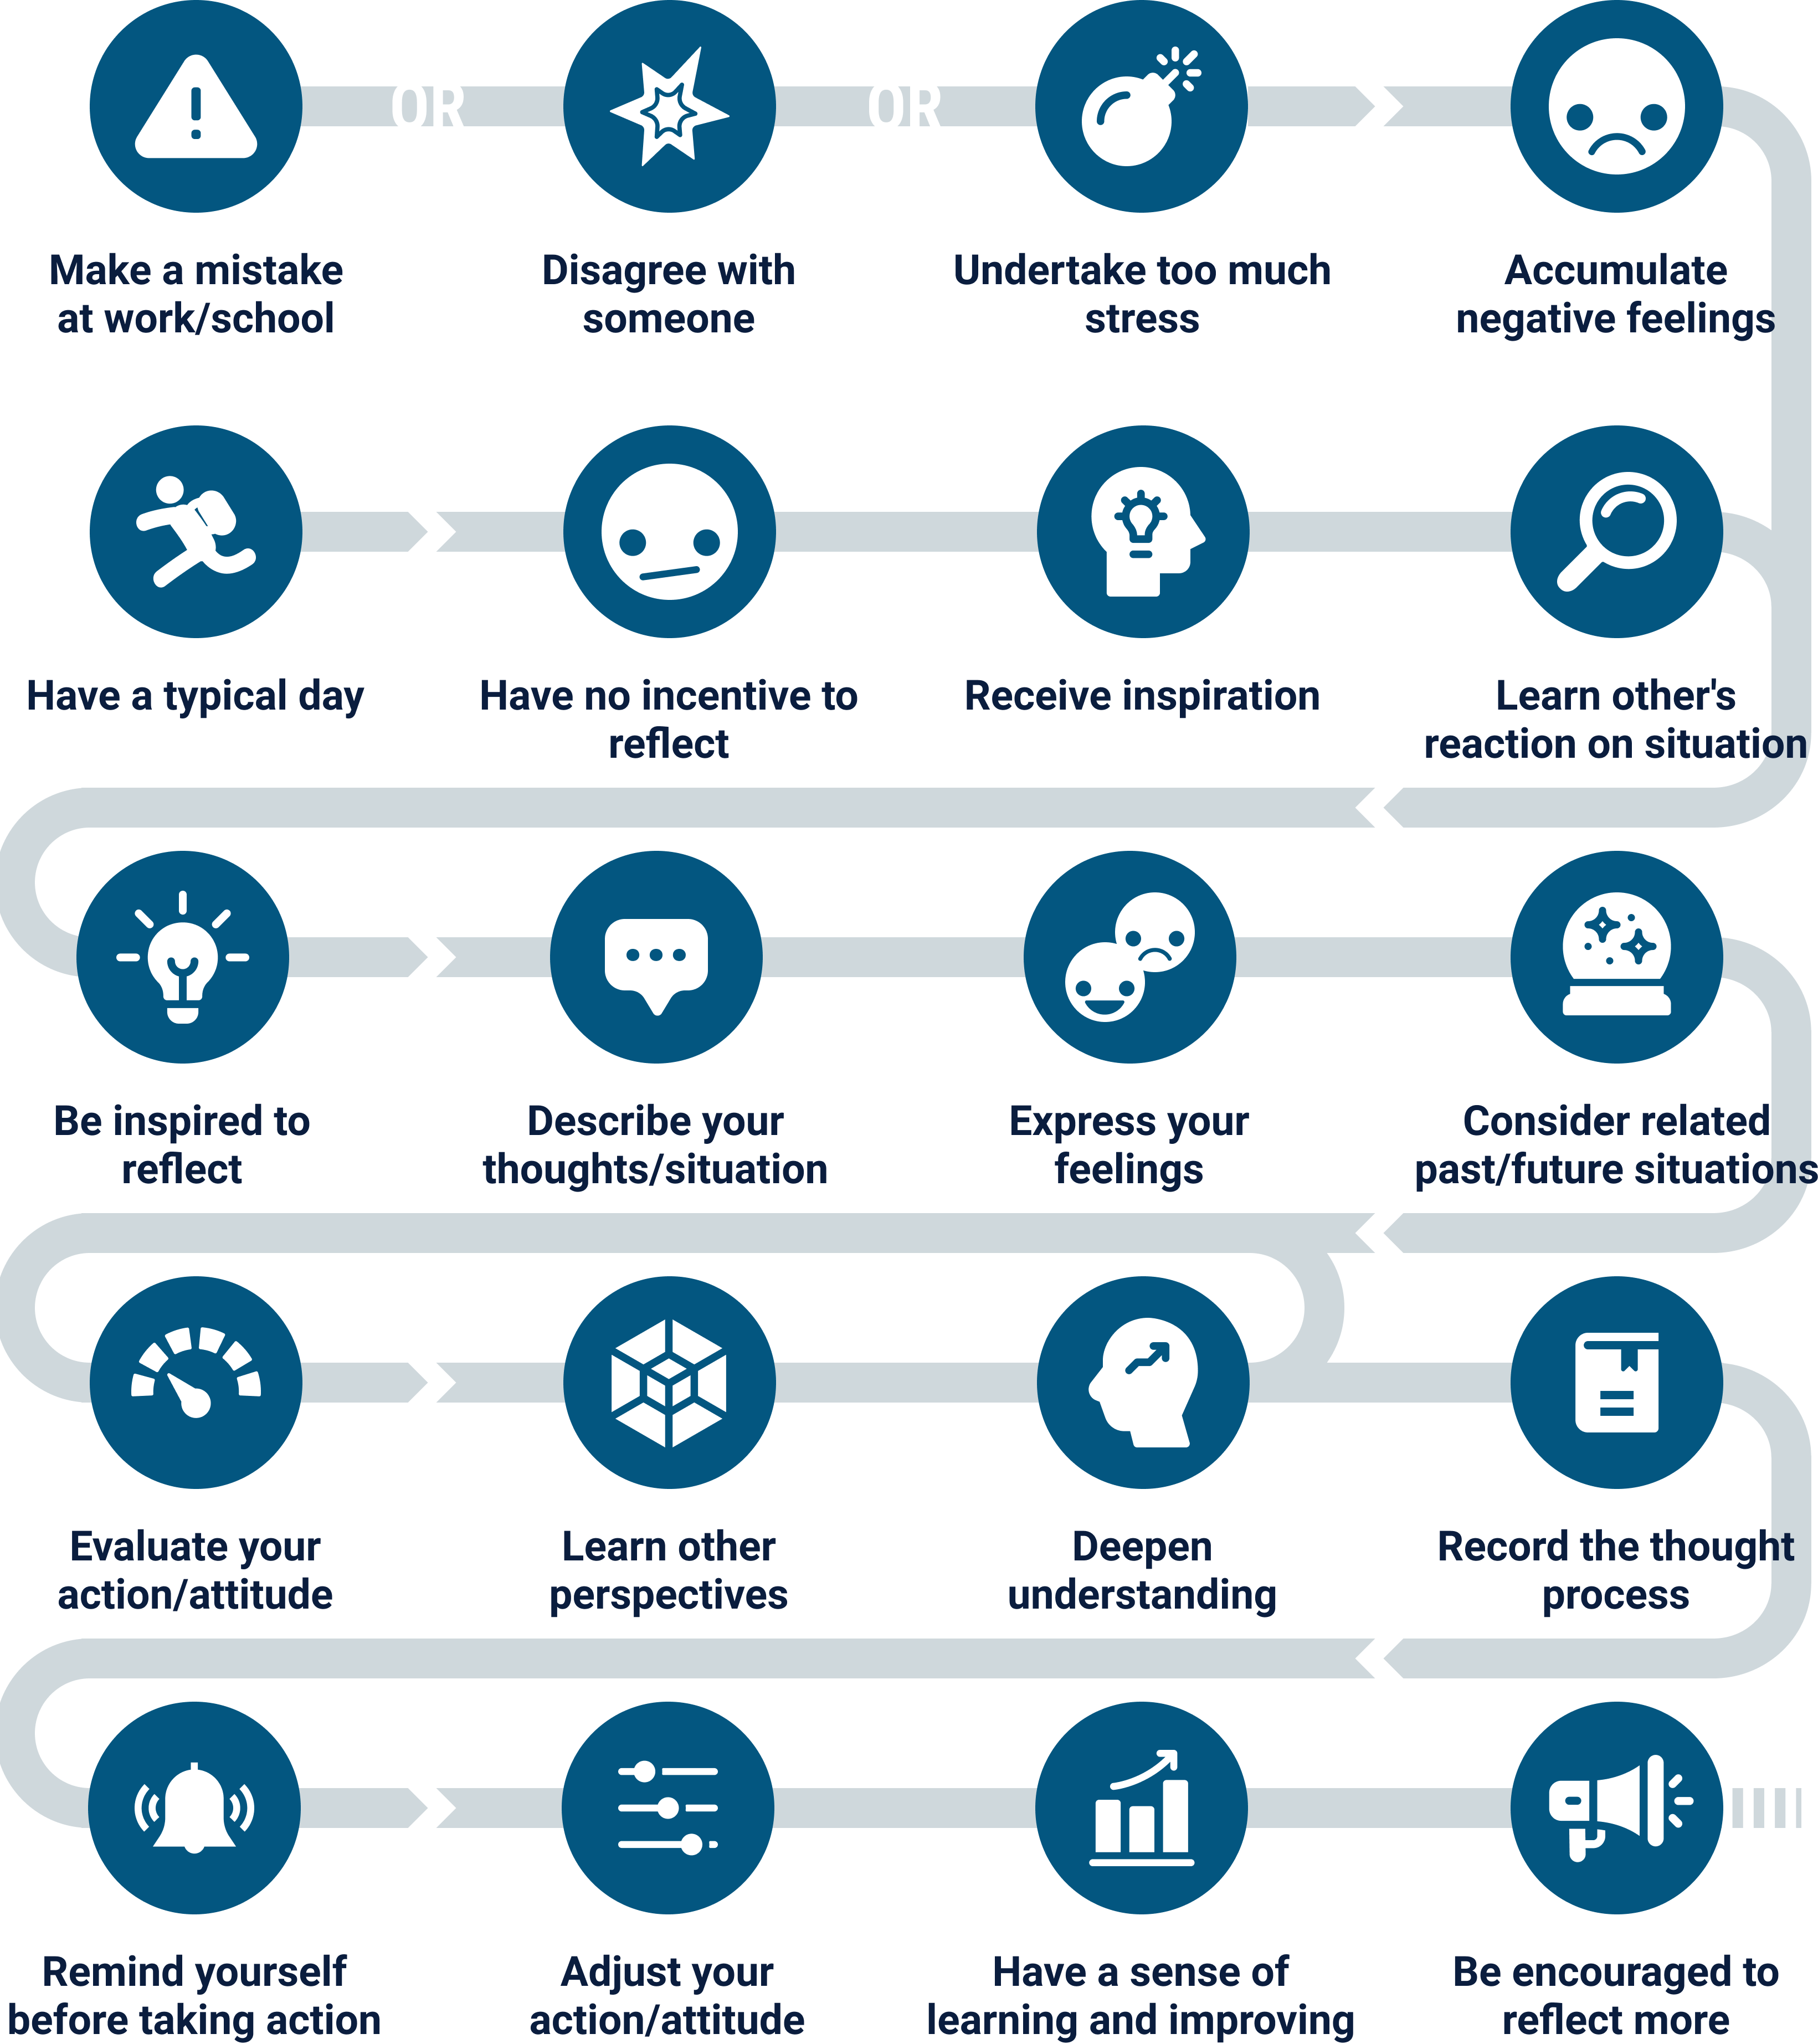 OR
OR
Make a mistake
at work/school
Disagree with
someone
Undertake too much
stress
Accumulate
negative feelings
Have a typical day
Have no incentive to
reflect
Receive inspiration
Learn other's
reaction on situation
Be inspired to
reflect
Describe your
thoughts/situation
Express your
feelings
Consider related
past/future situations
Evaluate your
action/attitude
Learn other
perspectives
Deepen
understanding
Record the thought
process
Remind yourself
before taking action
Adjust your
action/attitude
Have a sense of
learning and improving
Be encouraged to
reflect more